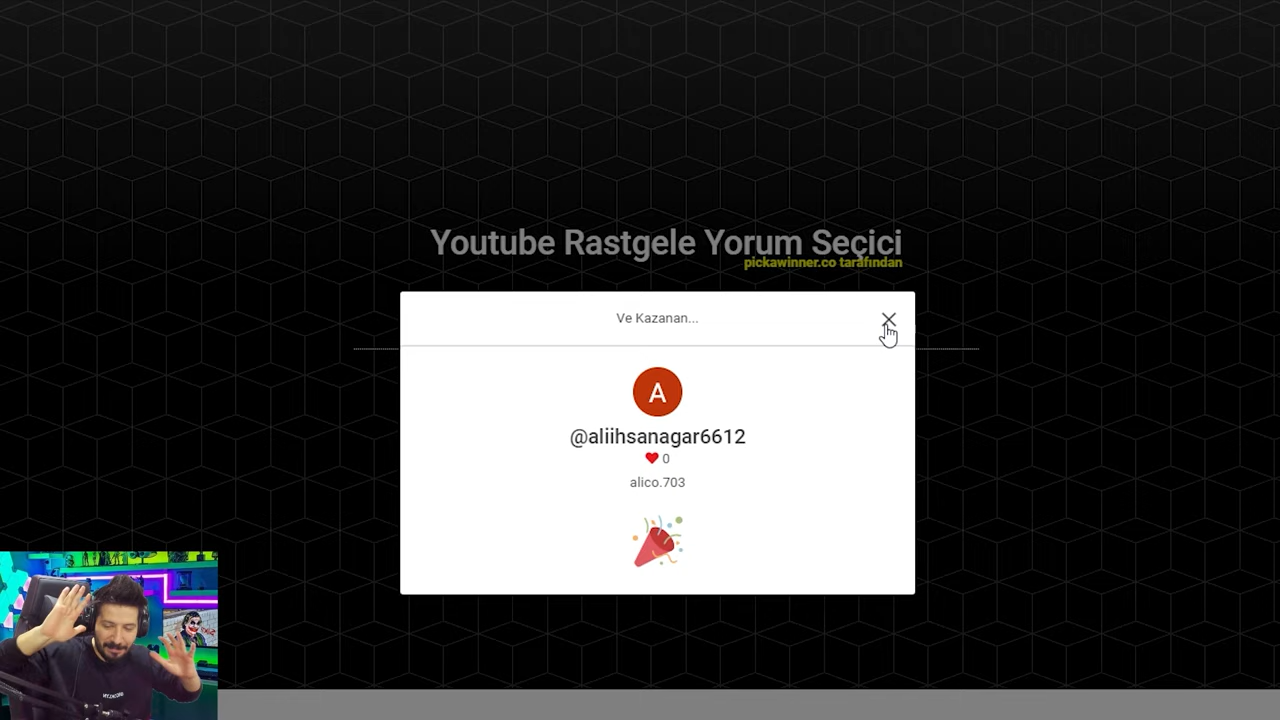 Youtube Rastgele Yorum Seçici
pickawinner.co tarafından
Ve Kazanan...
A
@aliihsanagar6612
0
alico.703